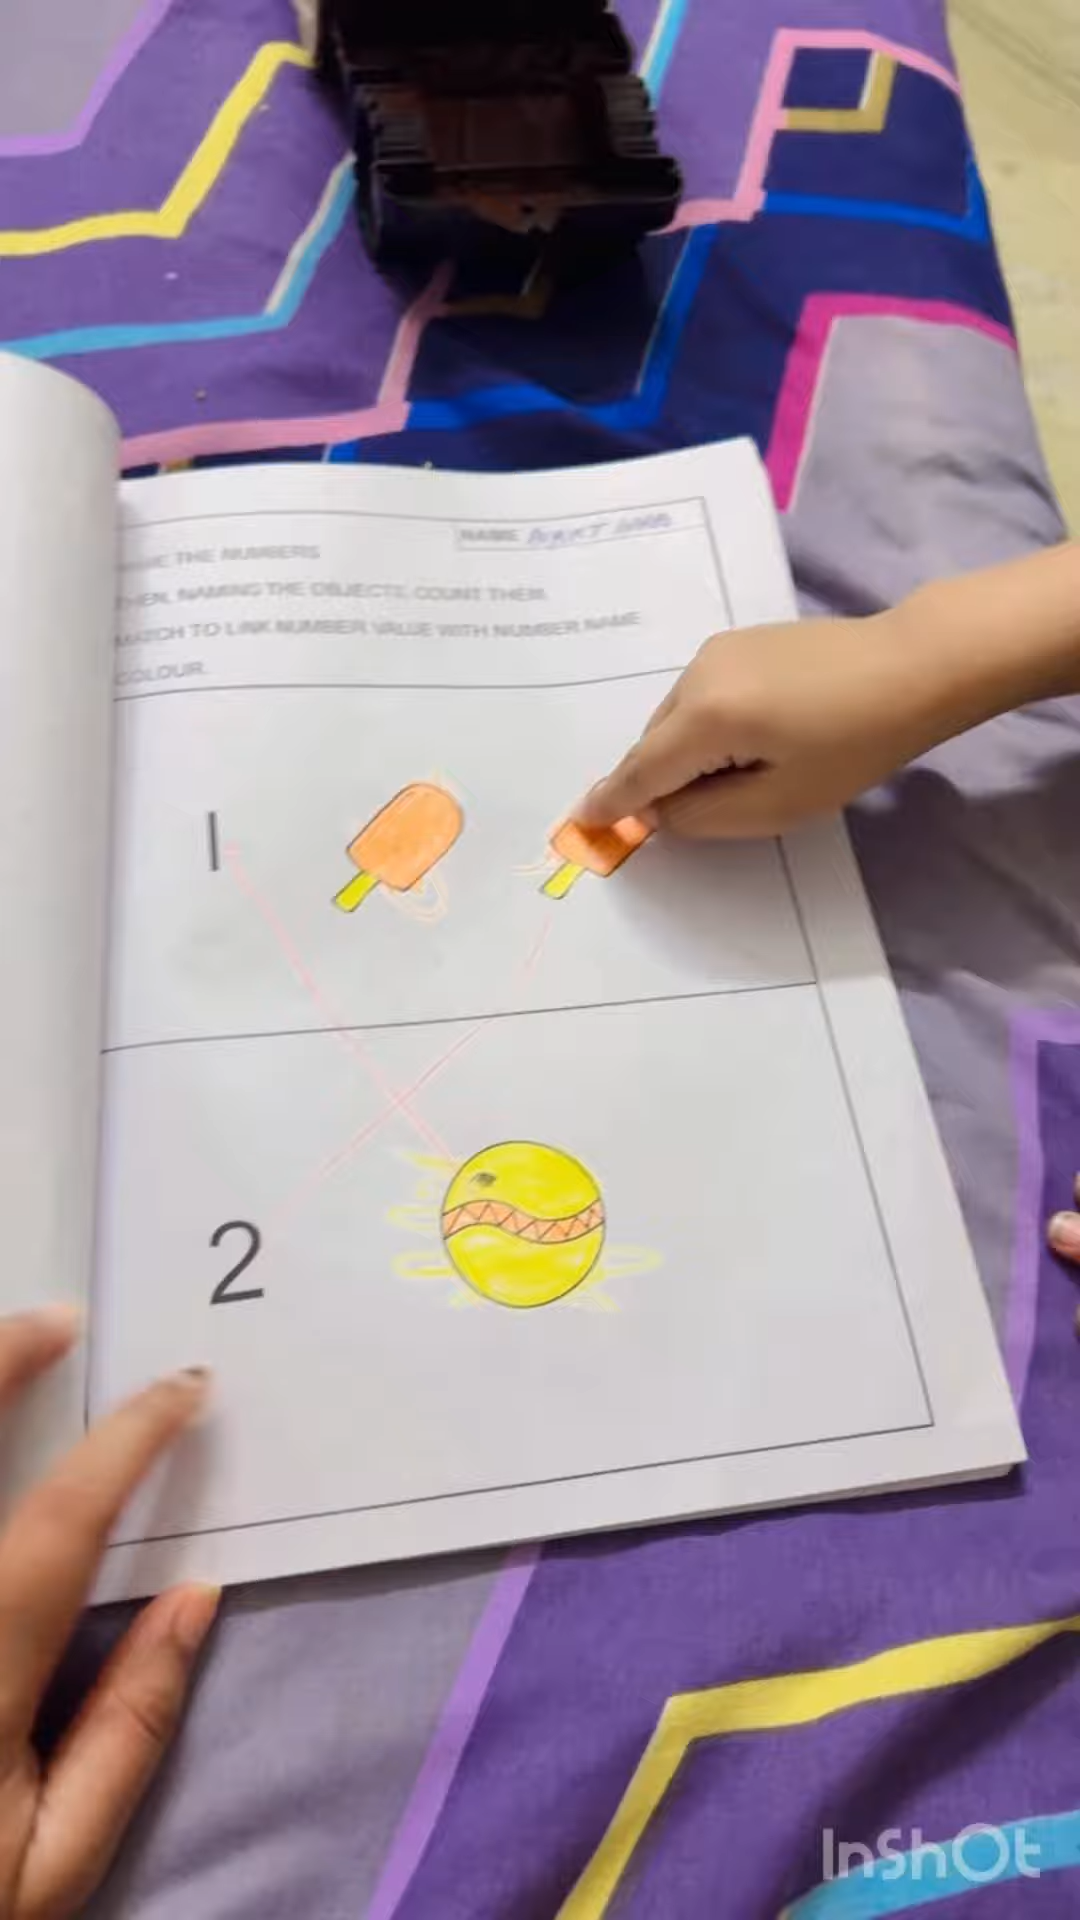 NAME
THE NUMBERS
THEN, NAMING THE OBJECTS, COUNT THEM.
MATCH TO LINK NUMBER VALUE WITH NUMBER NAME
COLOUR.
1
2
InShOt